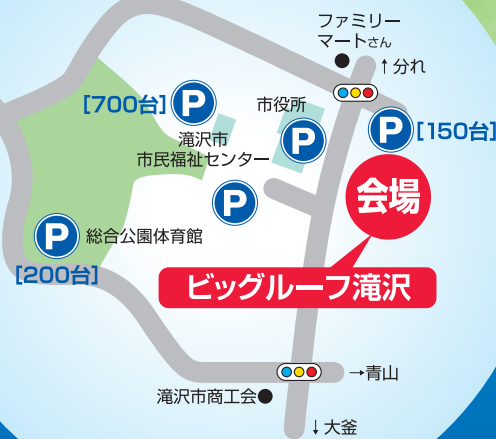 ファミリー
マートさん
↑分れ
[700台]
P
市役所
P
[150台]
P
滝沢市
市民福祉センター
P
会場
P
総合公園体育館
[200台]
ビッグルーフ滝沢
→青山
滝沢市商工会
↓大釜